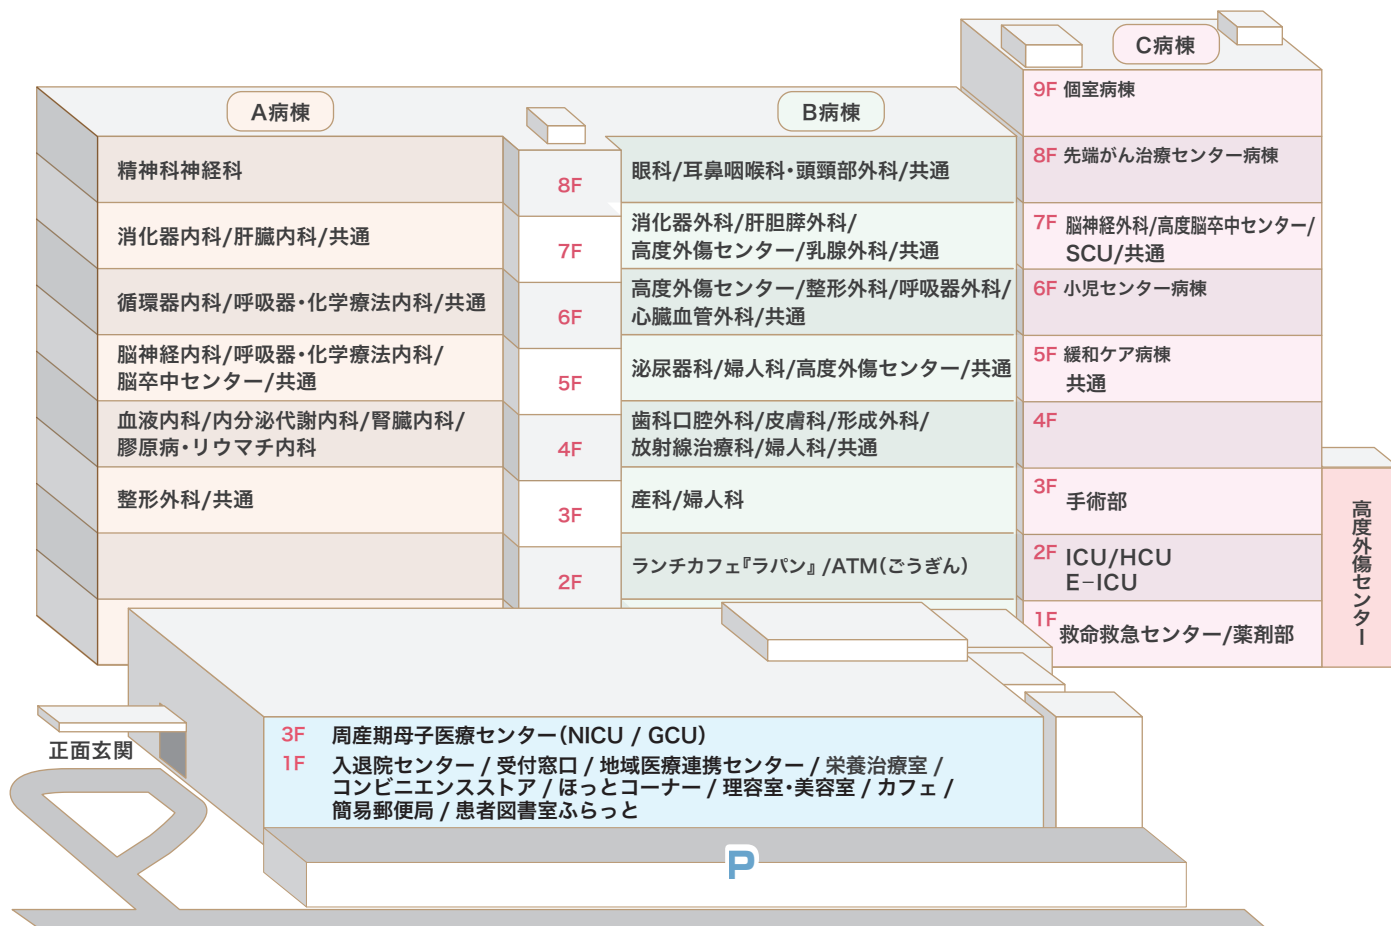 A病棟
精神科神経科
消化器内科/肝臓内科/共通
循環器内科/呼吸器・化学療法内科/共通
脳神経内科/呼吸器・化学療法内科/
脳卒中センター/共通
血液内科/内分泌代謝内科/腎臓内科/
膠原病・リウマチ内科
整形外科/共通
8F
7F
6F
5F
4F
3F
2F
B病棟
眼科/耳鼻咽喉科・頭頸部外科/共通
消化器外科/肝胆膵外科/
高度外傷センター/乳腺外科/共通
高度外傷センター/整形外科/呼吸器外科/
心臓血管外科/共通
泌尿器科/婦人科/高度外傷センター/共通
歯科口腔外科/皮膚科/形成外科/
放射線治療科/婦人科/共通
産科/婦人科
ランチカフェ『ラパン』/ATM(ごうぎん)
C病棟
9F 個室病棟
8F 先端がん治療センター病棟
7F 脳神経外科/高度脳卒中センター/
SCU/共通
6F 小児センター病棟
5F 緩和ケア病棟
共通
4F
3F 手術部
2F ICU/HCU
E-ICU
1F 救命救急センター/薬剤部
高度外傷センター
正面玄関
3F 周産期母子医療センター(NICU / GCU)
1F 入退院センター / 受付窓口 / 地域医療連携センター / 栄養治療室 /
コンビニエンスストア / ほっとコーナー / 理容室・美容室 / カフェ /
簡易郵便局 / 患者図書室ふらっと
P